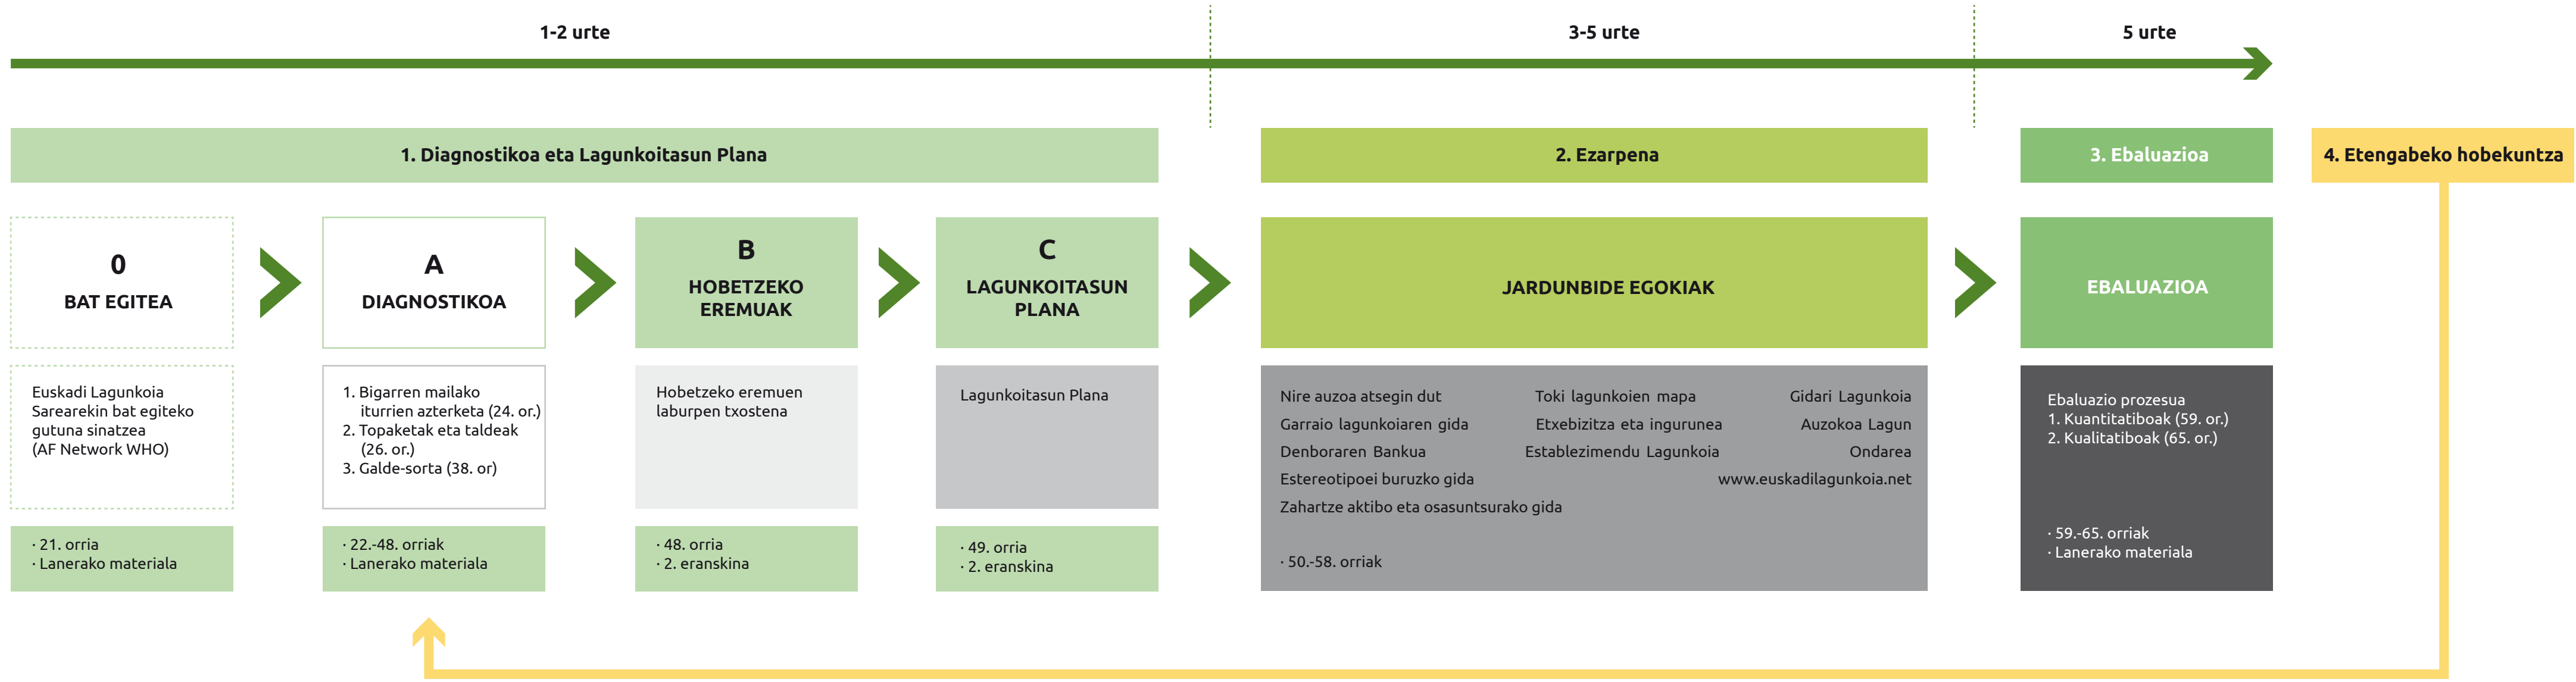 1-2 urte
3-5 urte
5 urte
1. Diagnostikoa eta Lagunkoitasun Plana
2. Ezarpena
3. Ebaluazioa
4. Etengabeko hobekuntza
0
BAT EGITEA
A
DIAGNOSTIKOA
B
HOBETZEKO
EREMUAK
C
LAGUNKOITASUN
PLANA
JARDUNBIDE EGOKIAK
EBALUAZIOA
Euskadi Lagunkoia
Sarearekin bat egiteko
gutuna sinatzea
(AF Network WHO)
1. Bigarren mailako
iturrien azterketa (24. or.)
2. Topaketak eta taldeak
(26. or.)
3. Galde-sorta (38. or)
Hobetzeko eremuen
laburpen txostena
Lagunkoitasun Plana
Nire auzoa atsegin dut
Toki lagunkoien mapa
Gidari Lagunkoia
Garraio lagunkoiaren gida
Etxebizitza eta ingurunea
Auzokoa Lagun
Denboraren Bankua
Establezimendu Lagunkoia
Ondarea
Estereotipoei buruzko gida
www.euskadilagunkoia.net
Zahartze aktibo eta osasuntsurako gida
· 50.-58. orriak
Ebaluazio prozesua
1. Kuantitatiboak (59. or.)
2. Kualitatiboak (65. or.)
· 59.-65. orriak
· Lanerako materiala
· 21. orria
· Lanerako materiala
· 22.-48. orriak
· Lanerako materiala
· 48. orria
· 2. eranskina
· 49. orria
· 2. eranskina